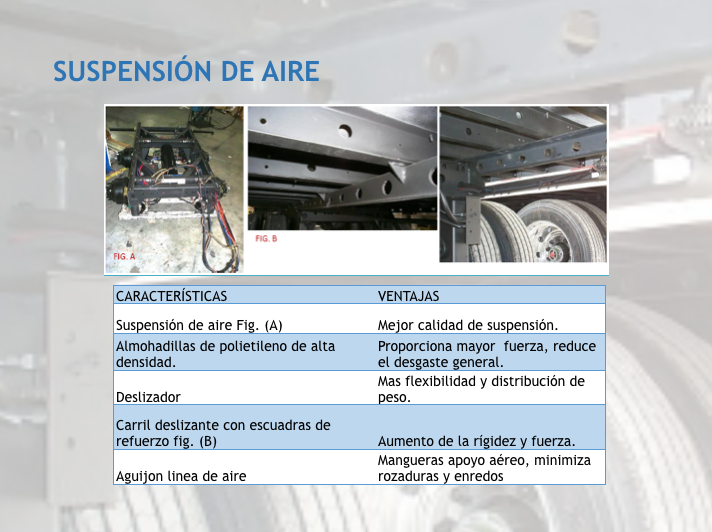 SUSPENSIÓN DE AIRE
FIG. A
FIG. B
CARACTERÍSTICAS VENTAJAS
Suspensión de aire Fig. (A) Mejor calidad de suspensión.
Almohadillas de polietileno de alta
densidad.
Proporciona mayor fuerza, reduce
el desgaste general.
Deslizador
Mas flexibilidad y distribución de
peso.
Carril deslizante con escuadras de
refuerzo fig. (B)
Aumento de la rígidez y fuerza.
Aguijon linea de aire
Mangueras apoyo aéreo, minimiza
rozaduras y enredos